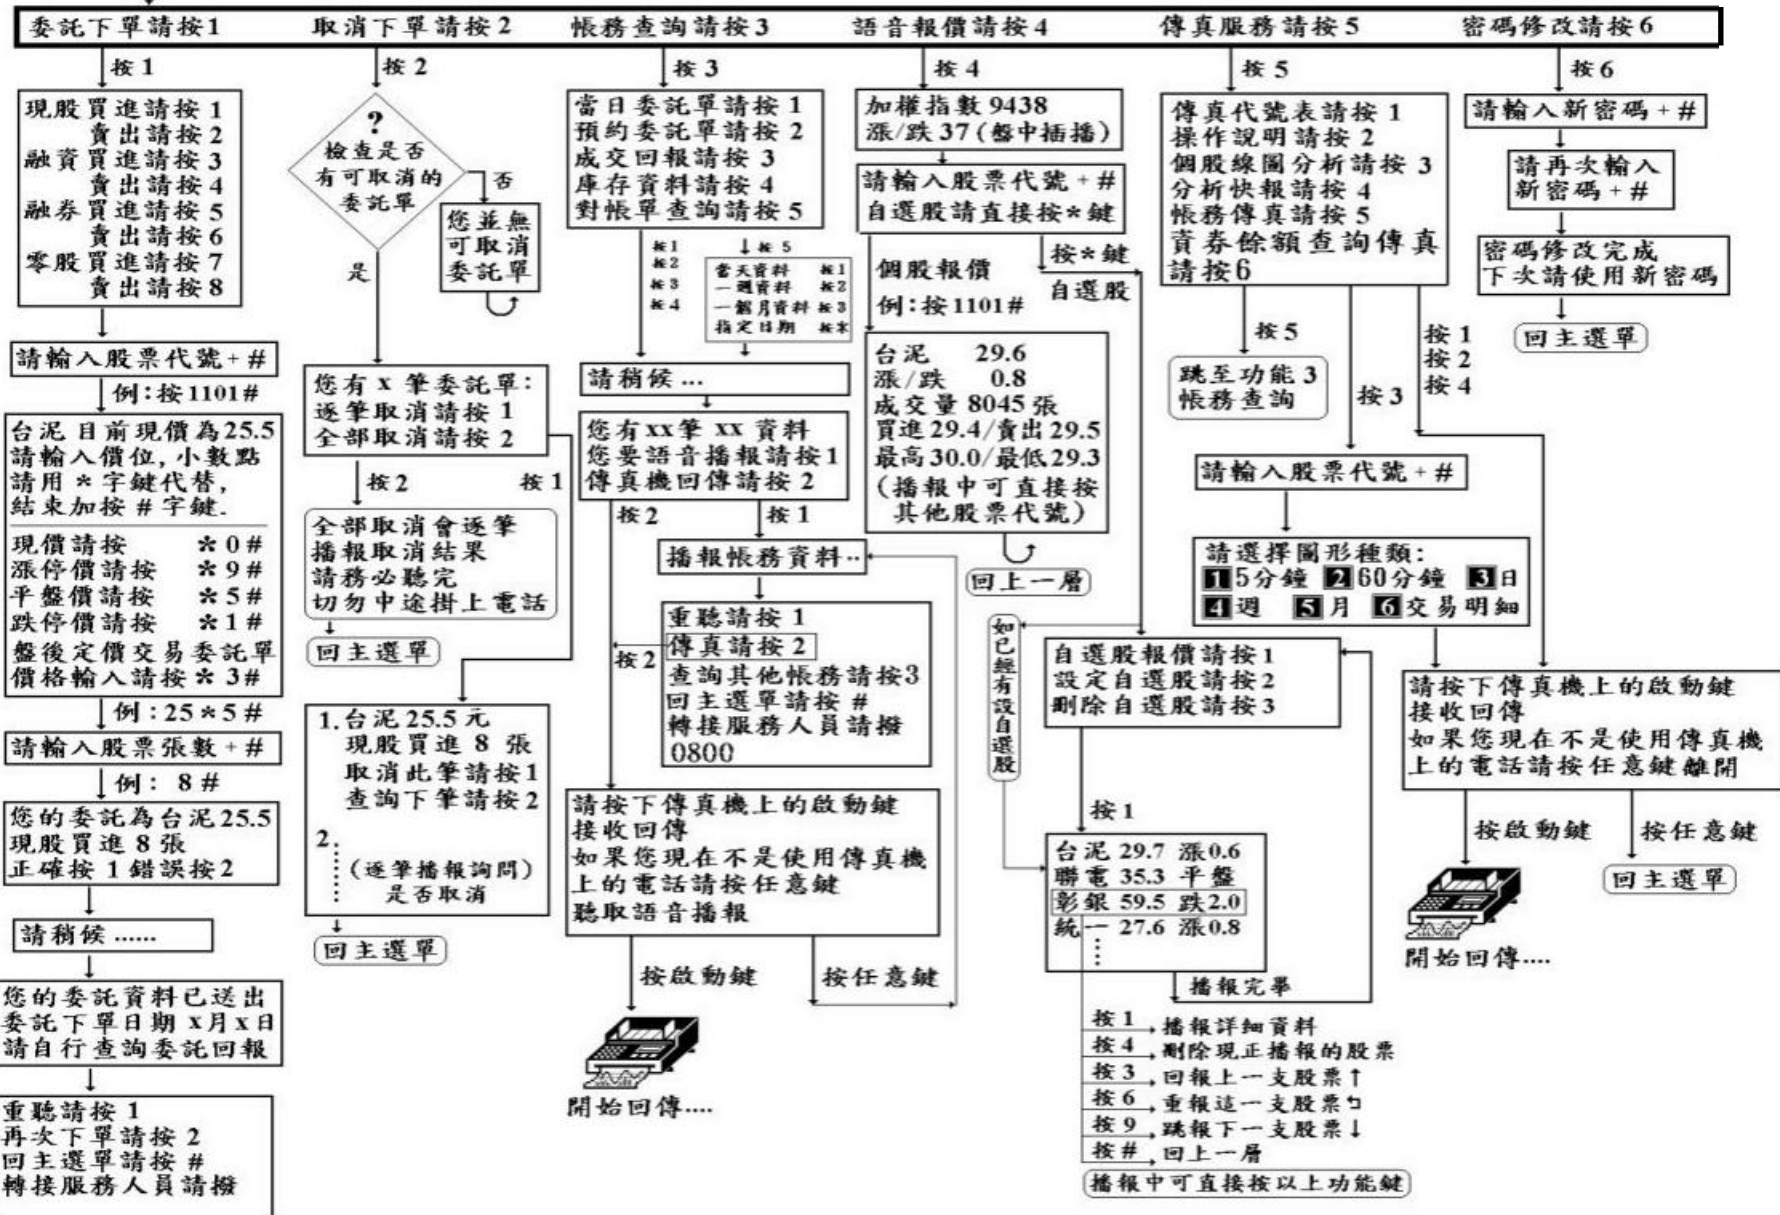 委託下單請按1 取消下單請按2 帳務查詢請按3 語音報價請按4 傳真服務請按5 密碼修改請按6
按1
現股買進請按1
賣出請按2
融資買進請按3
賣出請按4
融券買進請按5
賣出請按6
零股買進請按7
賣出請按8
請輸入股票代號+#
例:按1101#
台泥目前現價為25.5
請輸入價位,小數點
請用*字鍵代替,
結束加按#字鍵.
現價請按 *0#
漲停價請按 *9#
平盤價請按 *5#
跌停價請按 *1#
盤後定價交易委託單
價格輸入請按*3#
例:25*5#
請輸入股票張數+#
例: 8#
您的委託為台泥25.5
現股買進8張
正確按1錯誤按2
請稍候......
您的委託資料已送出
委託下單日期x月x日
請自行查詢委託回報
重聽請按1
再次下單請按2
回主選單請按#
轉接服務人員請撥
按2
?
檢查是否
有可取消的
委託單
否
您並無
可取消
委託單
是
您有x筆委託單:
逐筆取消請按1
全部取消請按2
按2
按1
全部取消會逐筆
播報取消結果
請務必聽完
切勿中途掛上電話
回主選單
1.台泥25.5元
現股買進8張
取消此筆請按1
查詢下筆請按2
2.
(逐筆播報詢問)
是否取消
回主選單
按3
當日委託單請按1
預約委託單請按2
成交回報請按3
庫存資料請按4
對帳單查詢請按5
按1
按2
按3
按4
↓按5
當天資料 按1
一週資料 按2
一個月資料 按3
指定日期 按*
請稍候...
您有xx筆xx資料
您要語音播報請按1
傳真機回傳請按2
按2
按1
播報帳務資料..
重聽請按1
傳真請按2
查詢其他帳務請按3
回主選單請按#
轉接服務人員請撥
0800
按2
請按下傳真機上的啟動鍵
接收回傳
如果您現在不是使用傳真機
上的電話請按任意鍵
聽取語音播報
按啟動鍵
按任意鍵
開始回傳....
按4
加權指數9438
漲/跌37(盤中插播)
請輸入股票代號+#
自選股請直接按*鍵
個股報價
例:按1101#
按*鍵
自選股
台泥 29.6
漲/跌 0.8
成交量8045張
買進29.4/賣出29.5
最高30.0/最低29.3
(播報中可直接按
其他股票代號)
回上一層
如已經有設自選股
自選股報價請按1
設定自選股請按2
刪除自選股請按3
按1
台泥 29.7 漲0.6
聯電 35.3 平盤
彰銀 59.5 跌2.0
統一 27.6 漲0.8
播報完畢
按1 播報詳細資料
按4 刪除現正播報的股票
按3 回報上一支股票↑
按6 重報這一支股票
按9 跳報下一支股票↓
按# 回上一層
播報中可直接按以上功能鍵
按5
傳真代號表請按1
操作說明請按2
個股線圖分析請按3
分析快報請按4
帳務傳真請按5
資券餘額查詢傳真
請按6
按5
跳至功能3
帳務查詢
按3
按1
按2
按4
請輸入股票代號+#
請選擇圖形種類:
1 5分鐘 2 60分鐘 3日
4週 5月 6交易明細
請按下傳真機上的啟動鍵
接收回傳
如果您現在不是使用傳真機
上的電話請按任意鍵離開
按啟動鍵
按任意鍵
回主選單
開始回傳....
按6
請輸入新密碼+#
請再次輸入
新密碼+#
密碼修改完成
下次請使用新密碼
回主選單